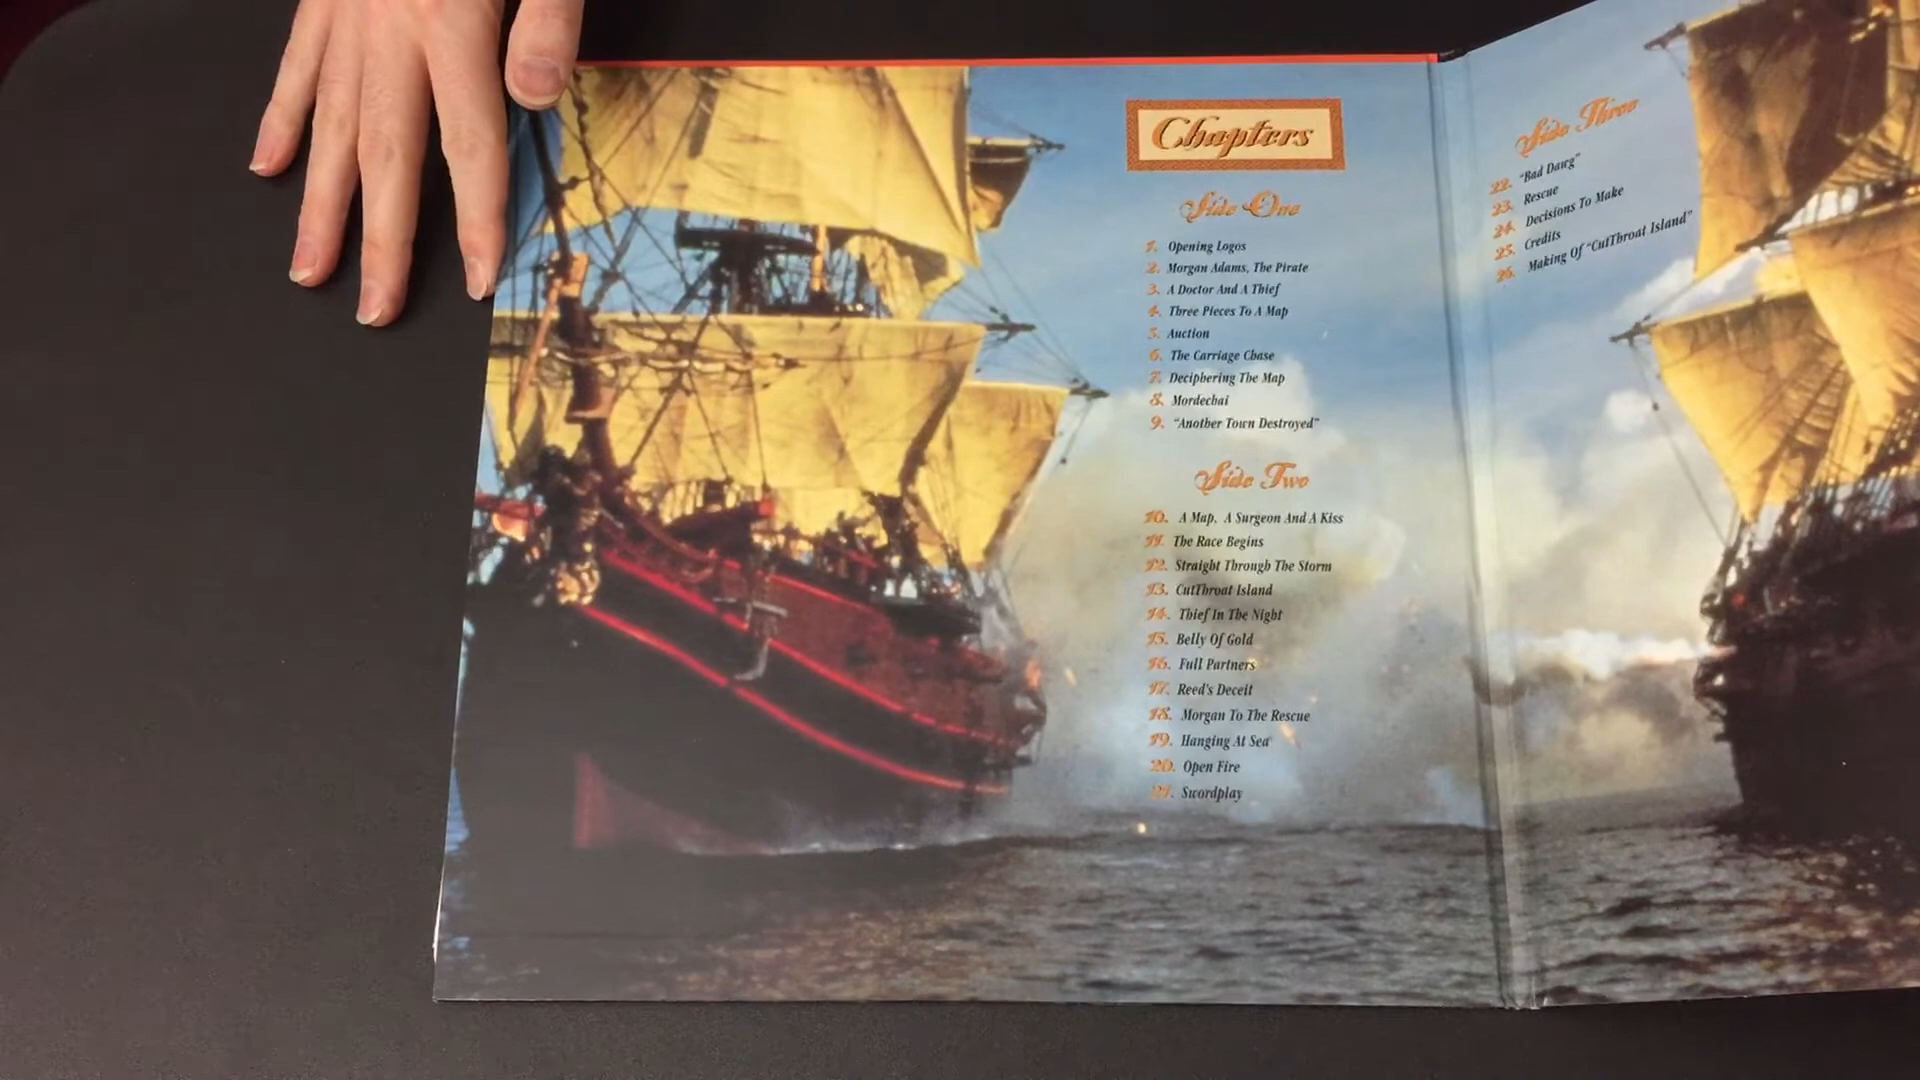 Chapters
Side One
1. Opening Logos
2. Morgan Adams, The Pirate
3. A Doctor And A Thief
4. Three Pieces To A Map
5. Auction
6. The Carriage Chase
7. Deciphering The Map
8. Mordechai
9. "Another Town Destroyed"
Side Two
10. A Map, A Surgeon And A Kiss
11. The Race Begins
12. Straight Through The Storm
13. CutThroat Island
14. Thief In The Night
15. Belly Of Gold
16. Full Partners
17. Reed's Deceit
18. Morgan To The Rescue
19. Hanging At Sea
20. Open Fire
21. Swordplay
Side Three
22. "Bad Dawg"
23. Rescue
24. Decisions To Make
25. Credits
26. Making Of "CutThroat Island"